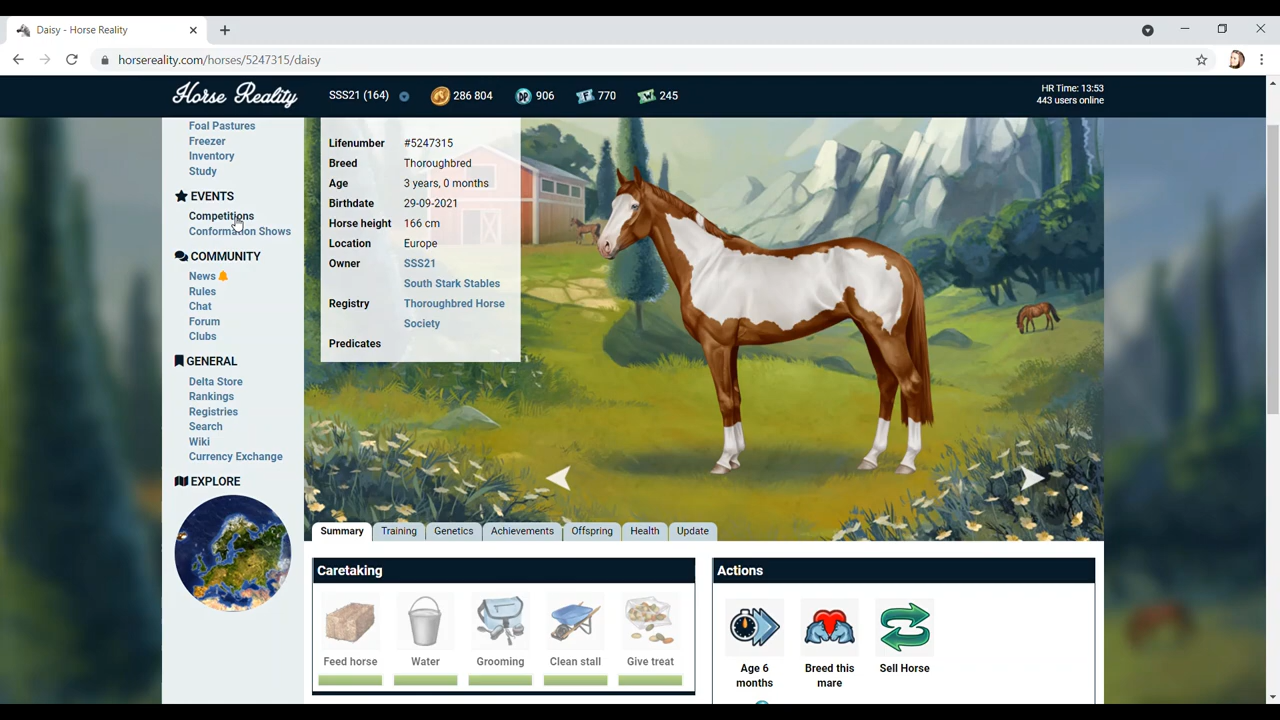 Daisy - Horse Reality
horsereality.com/horses/5247315/daisy
Horse Reality
SSS21 (164)
286 804
DP
906
F
770
W
245
HR Time: 13:53
443 users online
Foal Pastures
Freezer
Inventory
Study
EVENTS
Competitions
Conformation Shows
COMMUNITY
News
Rules
Chat
Forum
Clubs
GENERAL
Delta Store
Rankings
Registries
Search
Wiki
Currency Exchange
EXPLORE
Lifenumber #5247315
Breed Thoroughbred
Age 3 years, 0 months
Birthdate 29-09-2021
Horse height 166 cm
Location Europe
Owner SSS21
South Stark Stables
Registry Thoroughbred Horse
Society
Predicates
Summary Training Genetics Achievements Offspring Health Update
Caretaking
Feed horse Water Grooming Clean stall Give treat
Actions
Age 6
months
Breed this
mare
Sell Horse